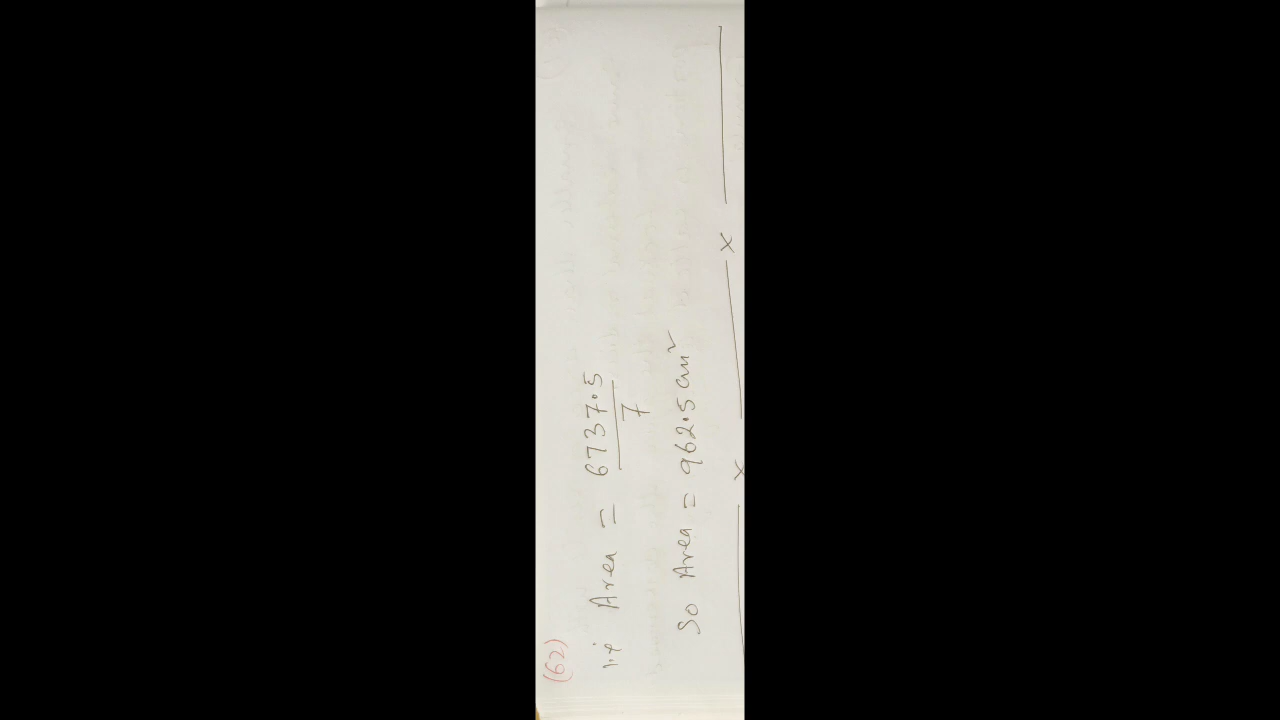 (62)
i.e Area = 6737.5
7
So Area = 962.5 cm²
x x